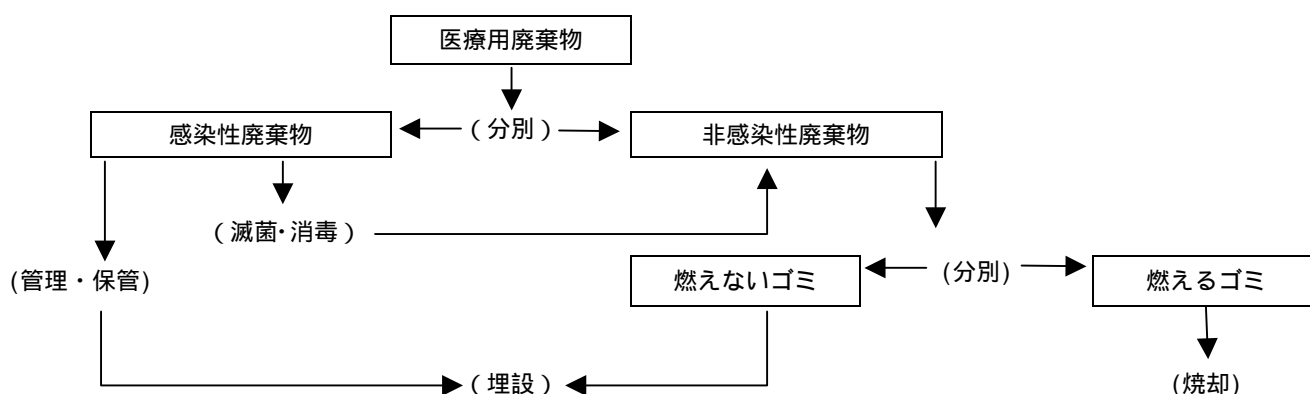 医療用廃棄物
感染性廃棄物
(分別)
非感染性廃棄物
(滅菌・消毒)
(管理・保管)
燃えないゴミ
(分別)
燃えるゴミ
(埋設)
(焼却)